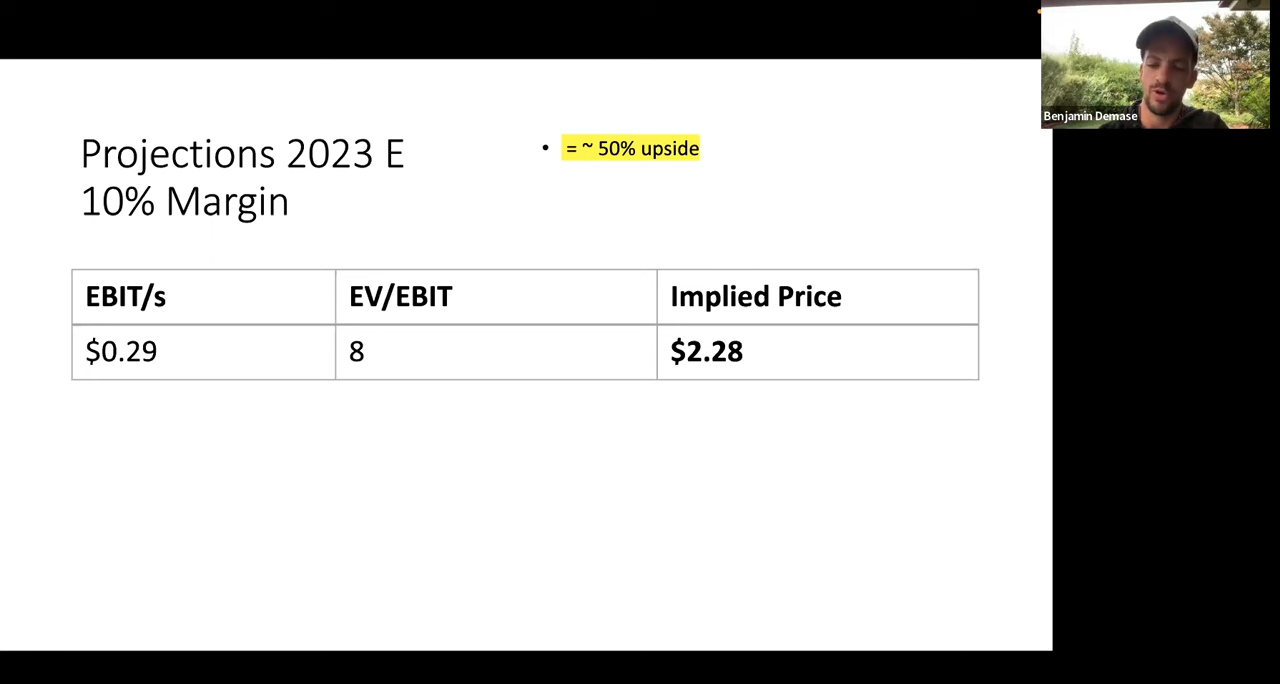 Projections 2023 E
10% Margin
• = ~ 50% upside
EBIT/s EV/EBIT Implied Price
$0.29 8 $2.28
Benjamin Demase